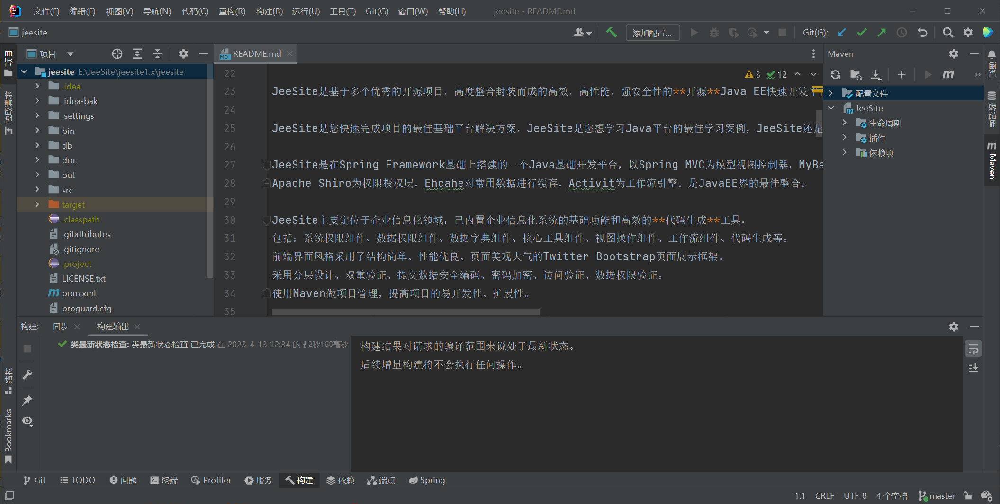 文件(F) 编辑(E) 视图(V) 导航(N) 代码(C) 重构(R) 构建(B) 运行(U) 工具(T) Git(G) 窗口(W) 帮助(H) jeesite - README.md
jeesite 添加配置... Git(G):
项目
拉取请求
结构
Bookmarks
项目
jeesite E:\JeeSite\jeesite1.x\jeesite
.idea
.idea-bak
.settings
bin
db
doc
out
src
target
.classpath
.gitattributes
.gitignore
.project
LICENSE.txt
pom.xml
proguard.cfg
README.md
3 12
22
23 JeeSite是基于多个优秀的开源项目，高度整合封装而成的高效，高性能，强安全性的**开源**Java EE快速开发平台
24
25 JeeSite是您快速完成项目的最佳基础平台解决方案，JeeSite是您想学习Java平台的最佳学习案例，JeeSite还是
26
27 JeeSite是在Spring Framework基础上搭建的一个Java基础开发平台，以Spring MVC为模型视图控制器，MyBa
28 Apache Shiro为权限授权层，Ehcahe对常用数据进行缓存，Activit为工作流引擎。是JavaEE界的最佳整合。
29
30 JeeSite主要定位于企业信息化领域，已内置企业信息化系统的基础功能和高效的**代码生成**工具，
31 包括：系统权限组件、数据权限组件、数据字典组件、核心工具组件、视图操作组件、工作流组件、代码生成等。
32 前端界面风格采用了结构简单、性能优良、页面美观大气的Twitter Bootstrap页面展示框架。
33 采用分层设计、双重验证、提交数据安全编码、密码加密、访问验证、数据权限验证。
34 使用Maven做项目管理，提高项目的易开发性、扩展性。
35
Maven
配置文件
JeeSite
生命周期
插件
依赖项
通知
数据库
Maven
构建: 同步 构建输出
类最新状态检查: 类最新状态检查 已完成 在 2023-4-13 12:34 的 2秒168毫秒
构建结果对请求的编译范围来说处于最新状态。
后续增量构建将不会执行任何操作。
Git TODO 问题 终端 Profiler 服务 构建 依赖 端点 Spring
1:1 CRLF UTF-8 4 个空格 master